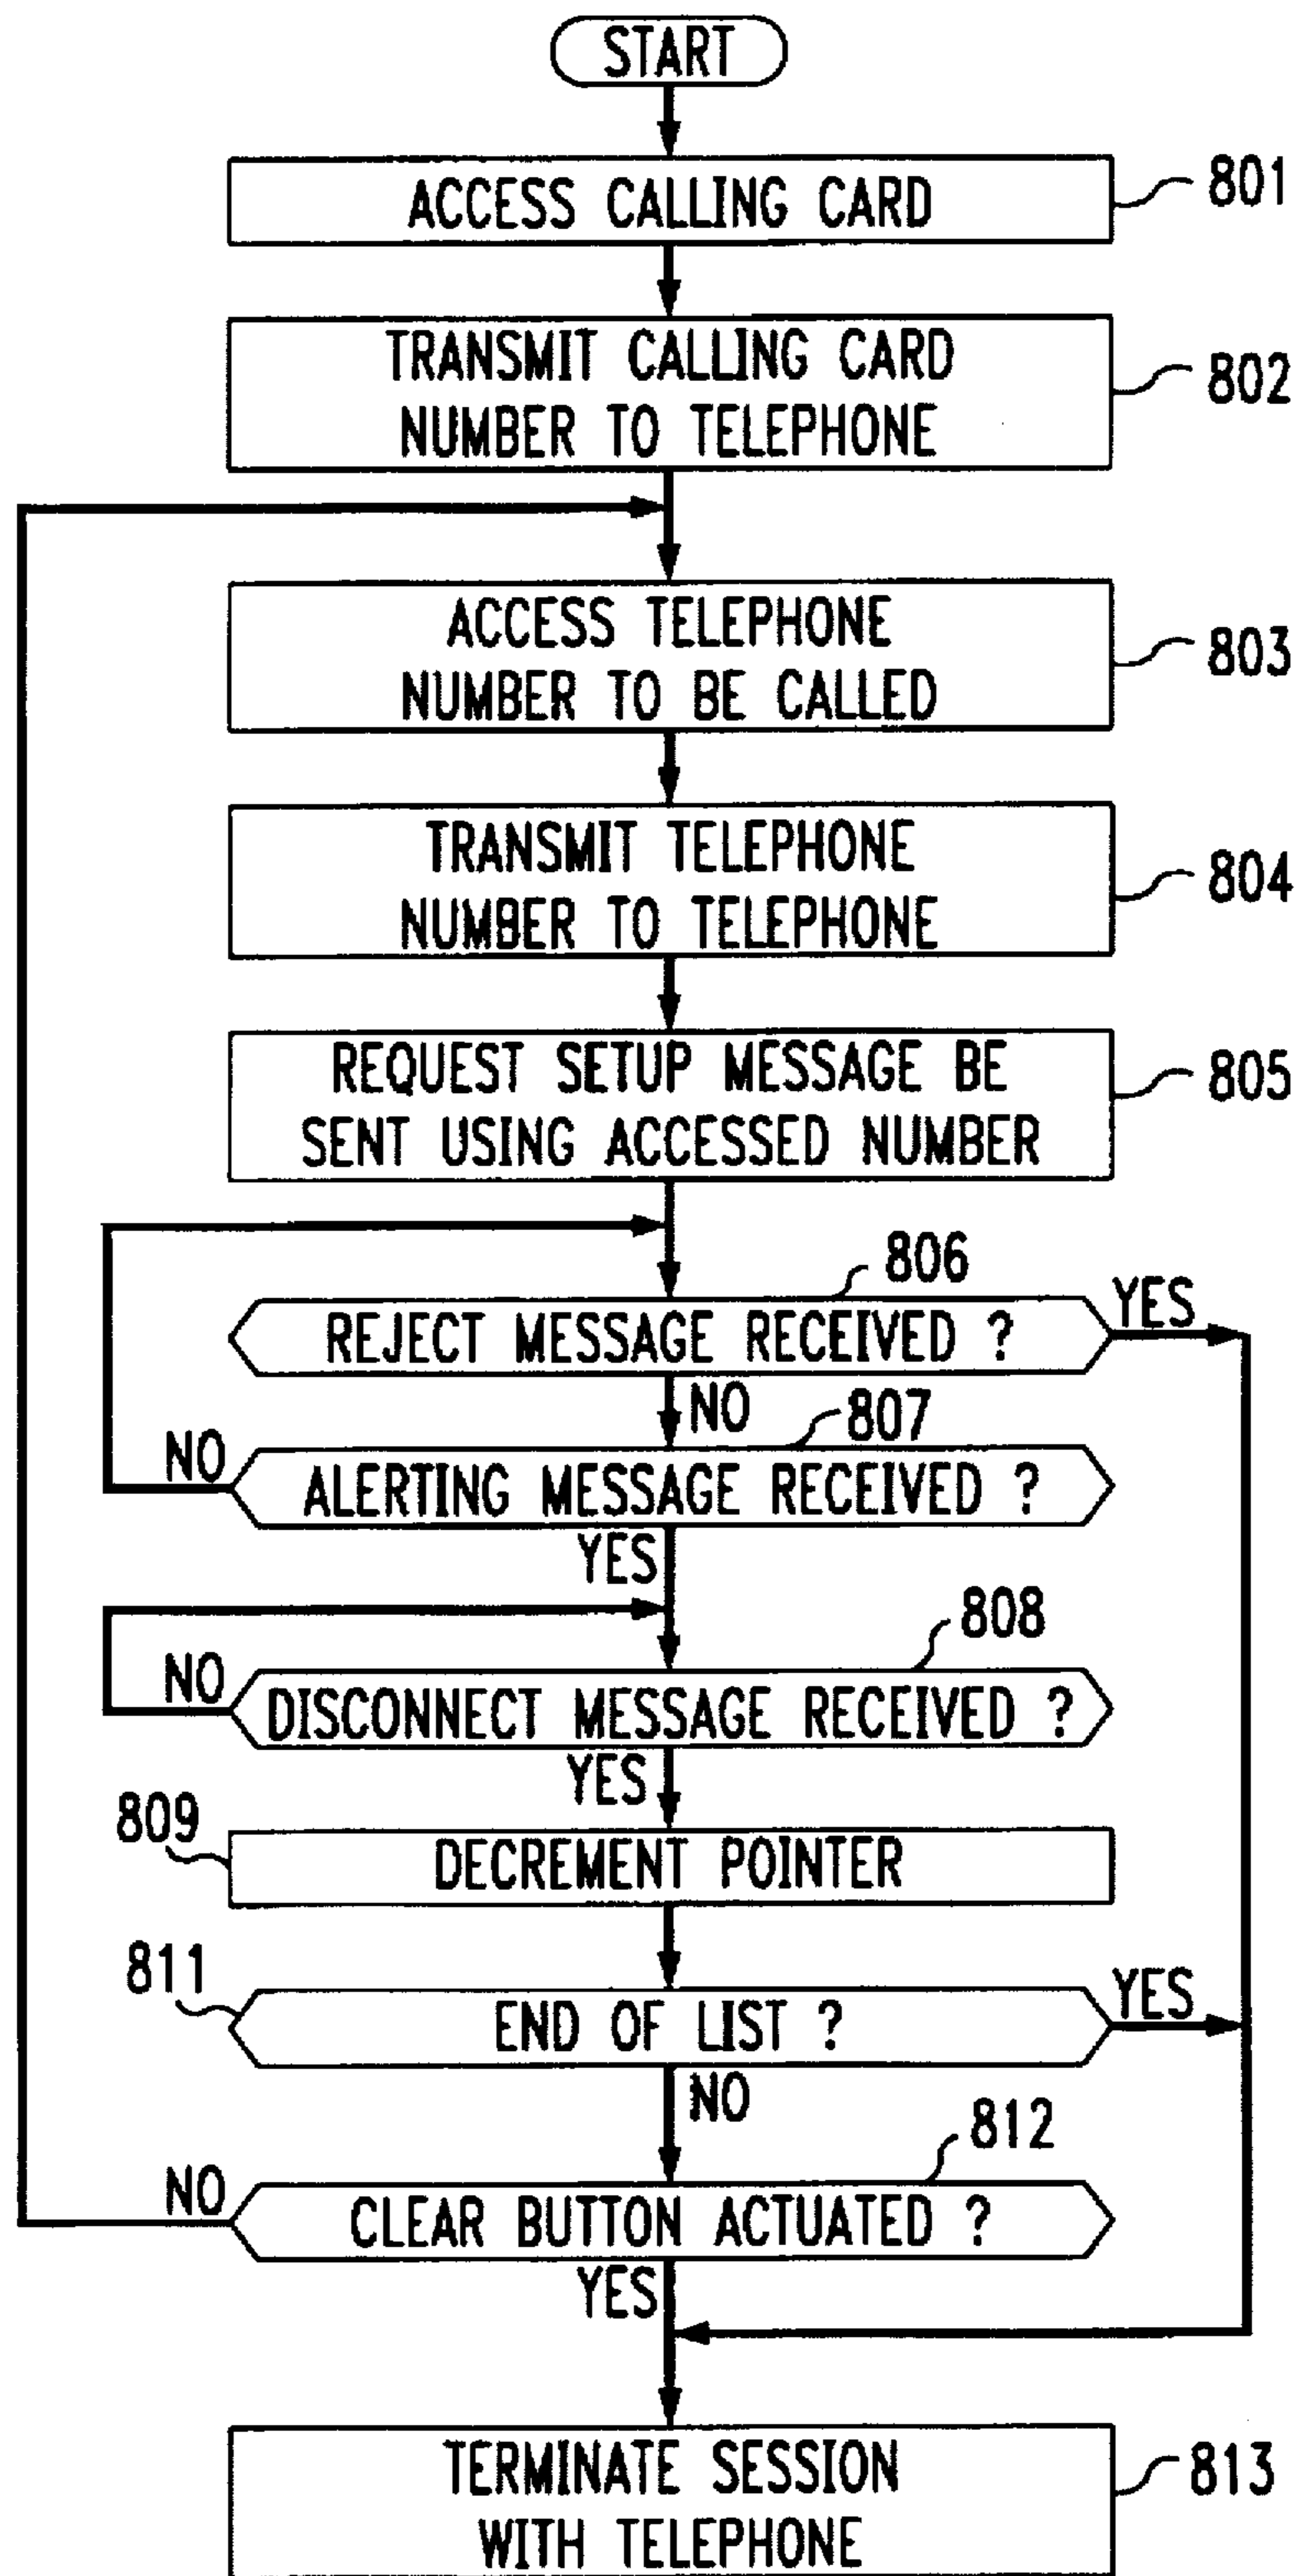 START
ACCESS CALLING CARD
801
TRANSMIT CALLING CARD
NUMBER TO TELEPHONE
802
ACCESS TELEPHONE
NUMBER TO BE CALLED
803
TRANSMIT TELEPHONE
NUMBER TO TELEPHONE
804
REQUEST SETUP MESSAGE BE
SENT USING ACCESSED NUMBER
805
806
REJECT MESSAGE RECEIVED ?
YES
NO
807
NO
ALERTING MESSAGE RECEIVED ?
YES
808
NO
DISCONNECT MESSAGE RECEIVED ?
YES
809
DECREMENT POINTER
811
END OF LIST ?
YES
NO
812
NO
CLEAR BUTTON ACTUATED ?
YES
TERMINATE SESSION
WITH TELEPHONE
813